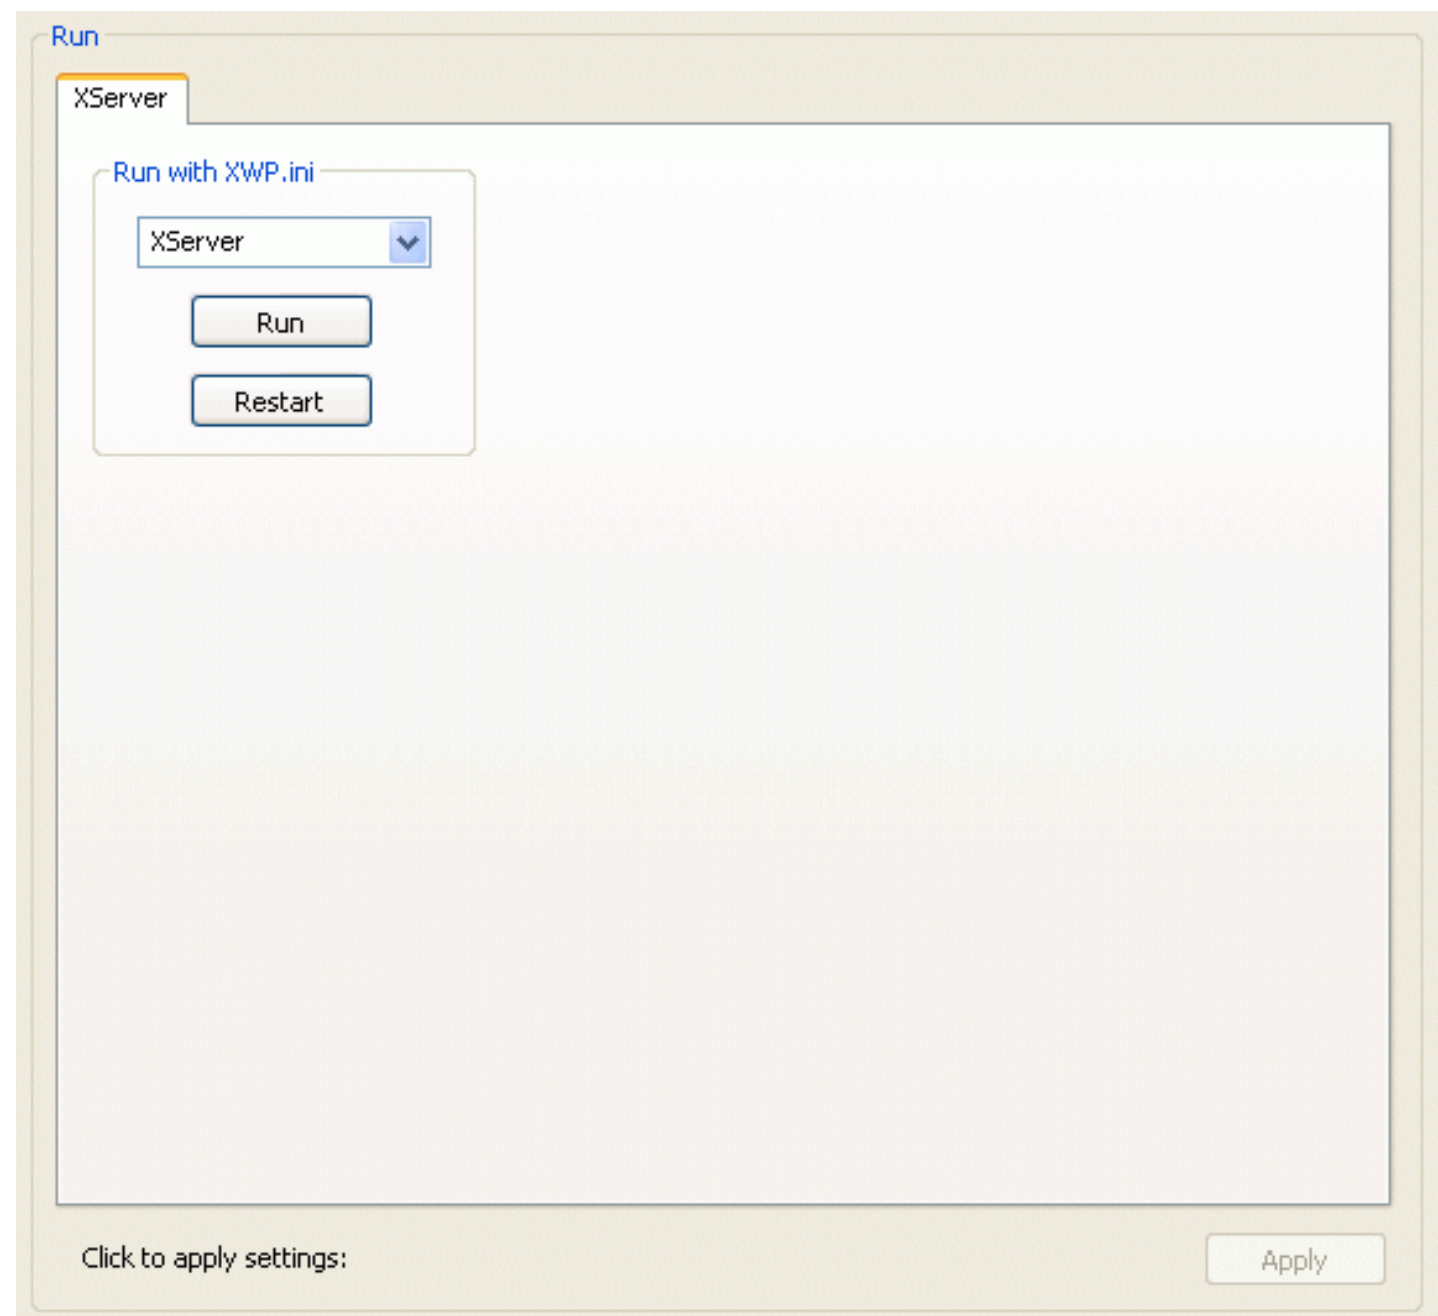 Run
XServer
Run with XWP.ini
XServer
Run
Restart
Click to apply settings:
Apply